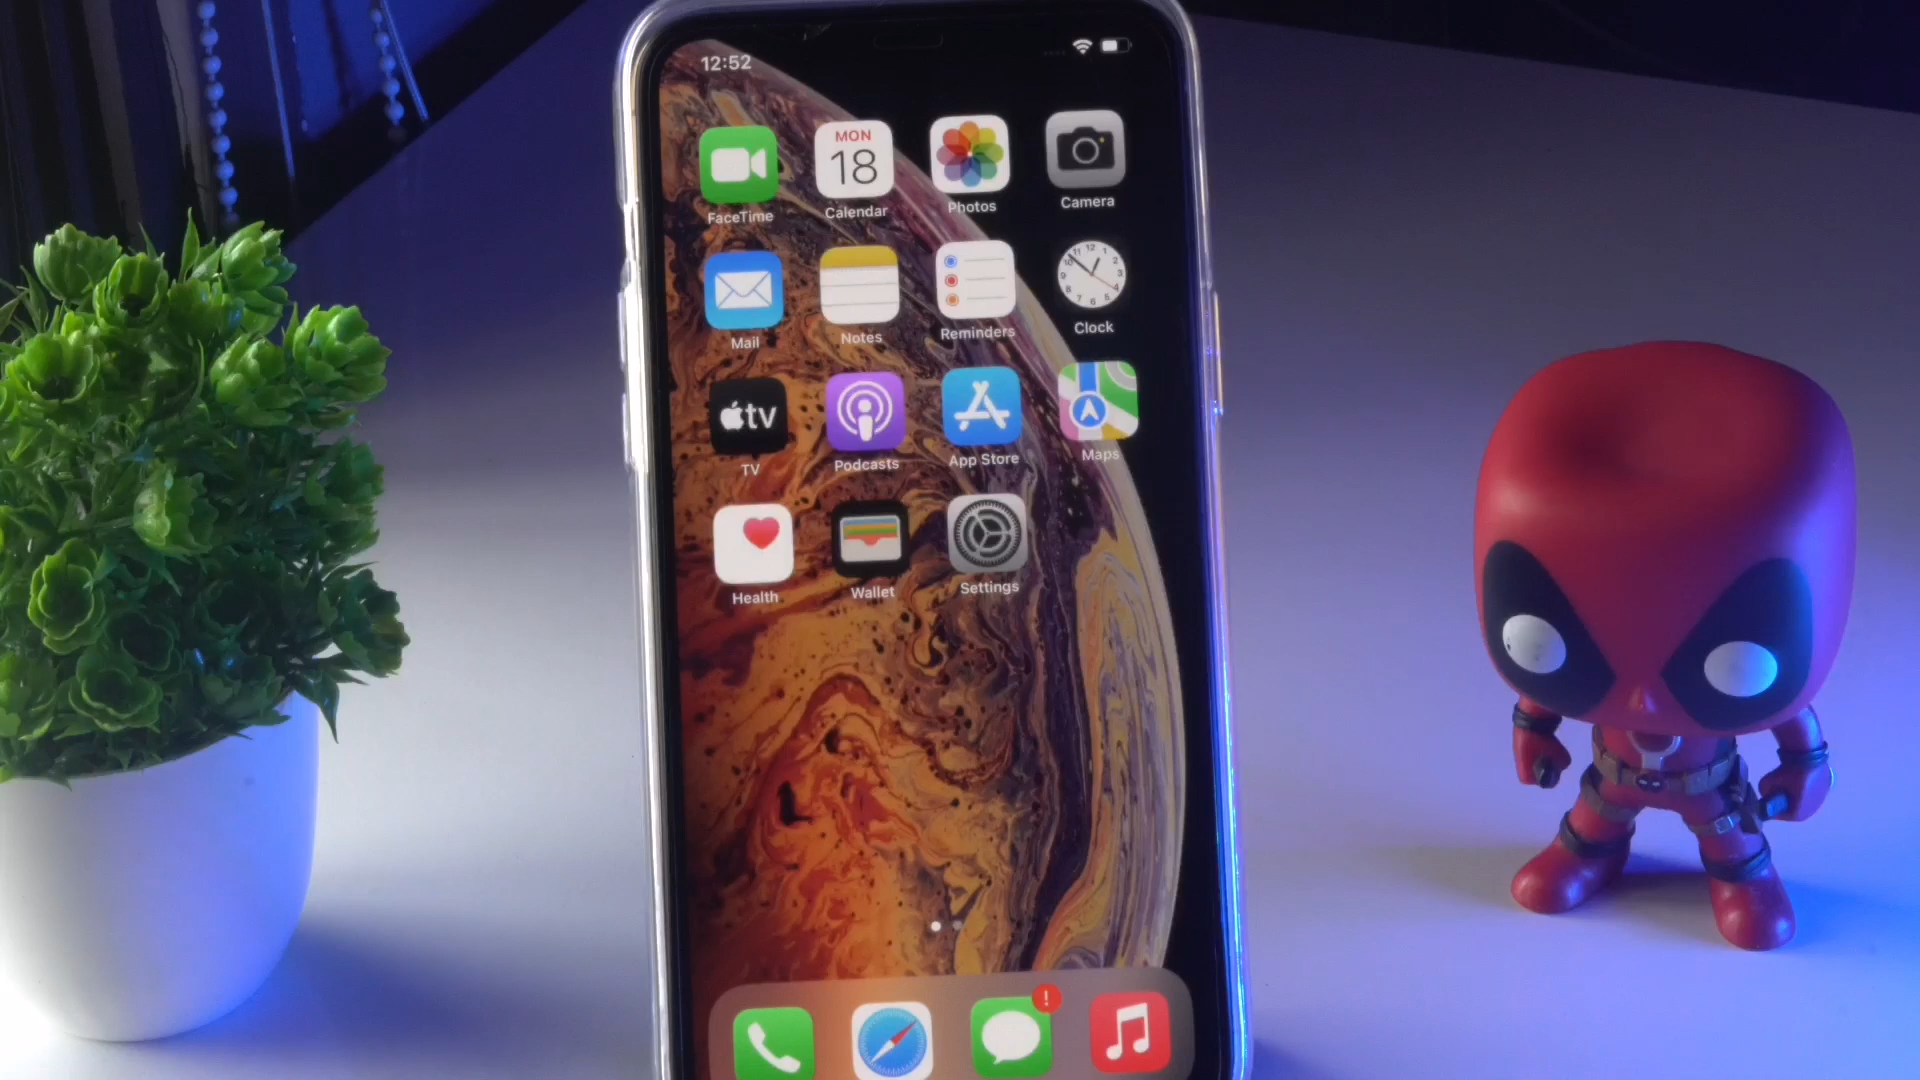 12:52
MON
18
FaceTime
Calendar
Photos
Camera
Mail
Notes
Reminders
Clock
tv
TV
Podcasts
App Store
Maps
Health
Wallet
Settings
!